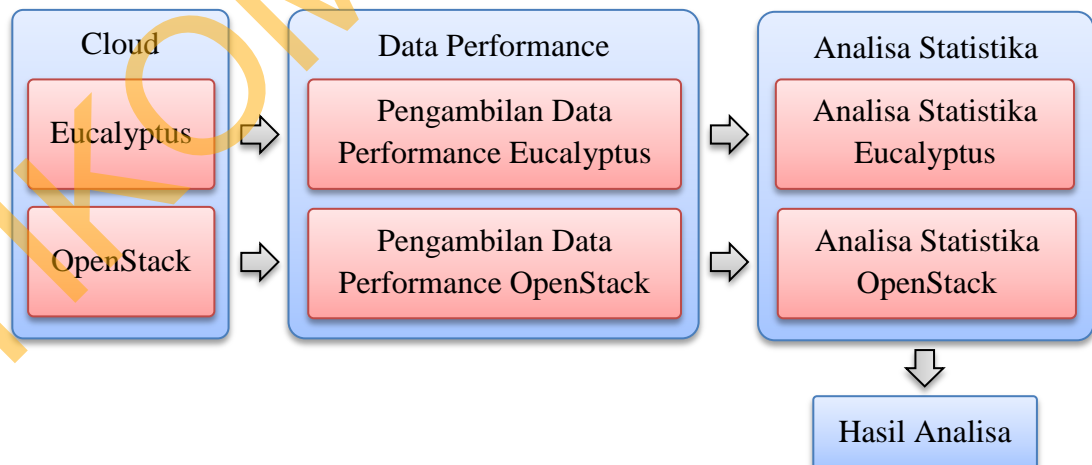 Cloud
Eucalyptus
OpenStack
Data Performance
Pengambilan Data
Performance Eucalyptus
Pengambilan Data
Performance OpenStack
Analisa Statistika
Analisa Statistika
Eucalyptus
Analisa Statistika
OpenStack
Hasil Analisa